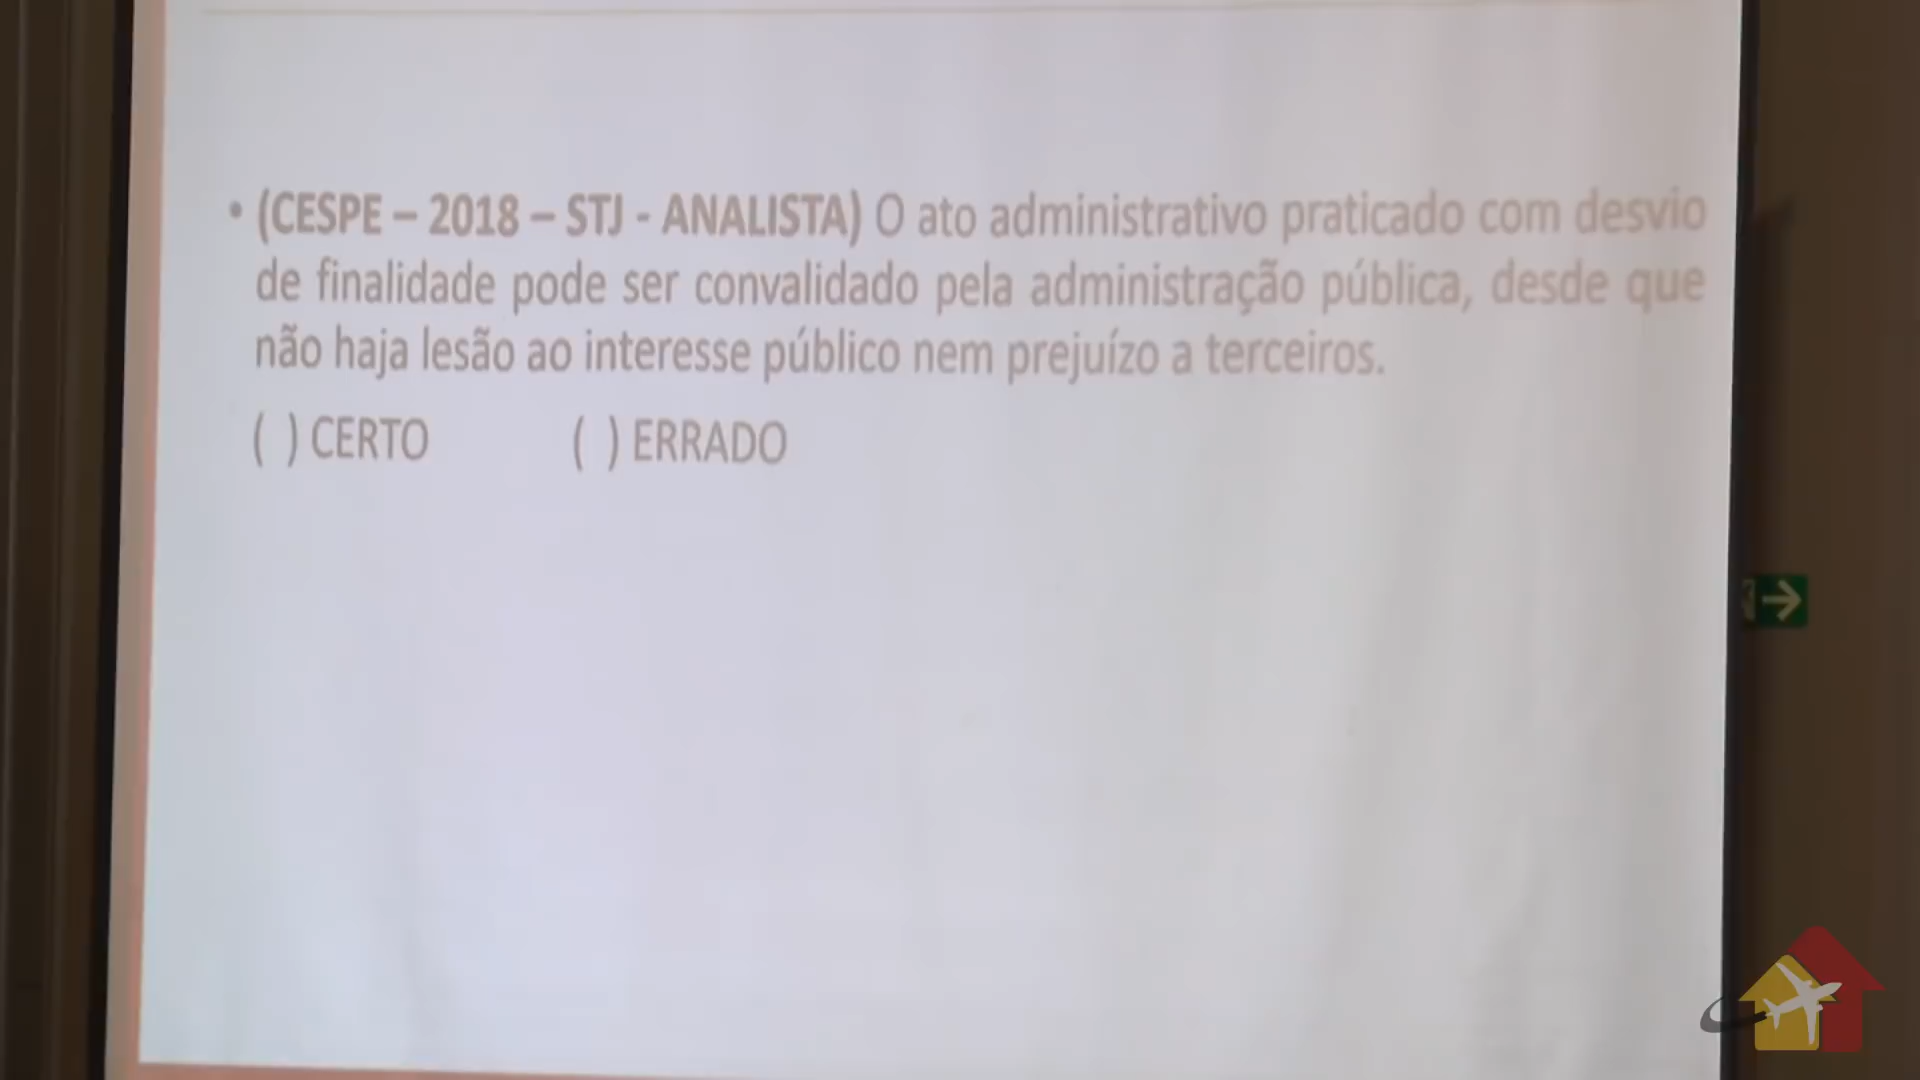 • (CESPE – 2018 – STJ - ANALISTA) O ato administrativo praticado com desvio
de finalidade pode ser convalidado pela administração pública, desde que
não haja lesão ao interesse público nem prejuízo a terceiros.
( ) CERTO ( ) ERRADO